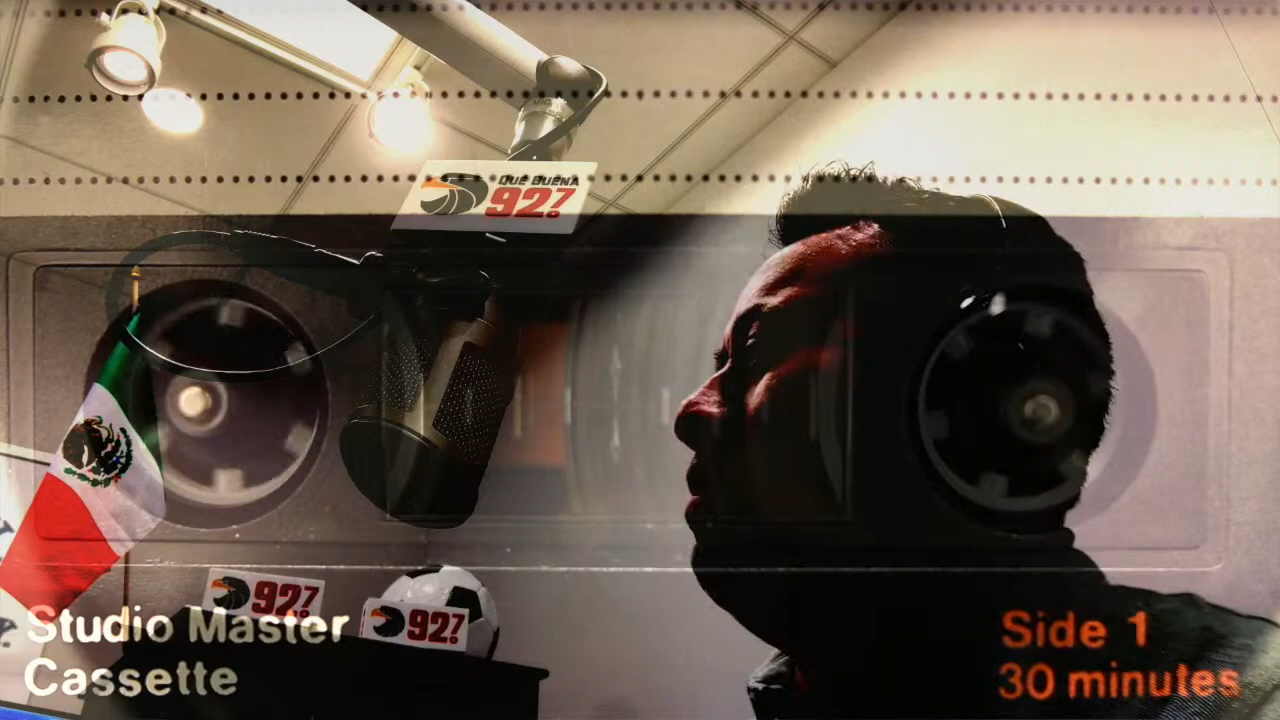 QUÉ BUENA
92.7
92.7
92.7
Studio Master
Cassette
Side 1
30 minutes